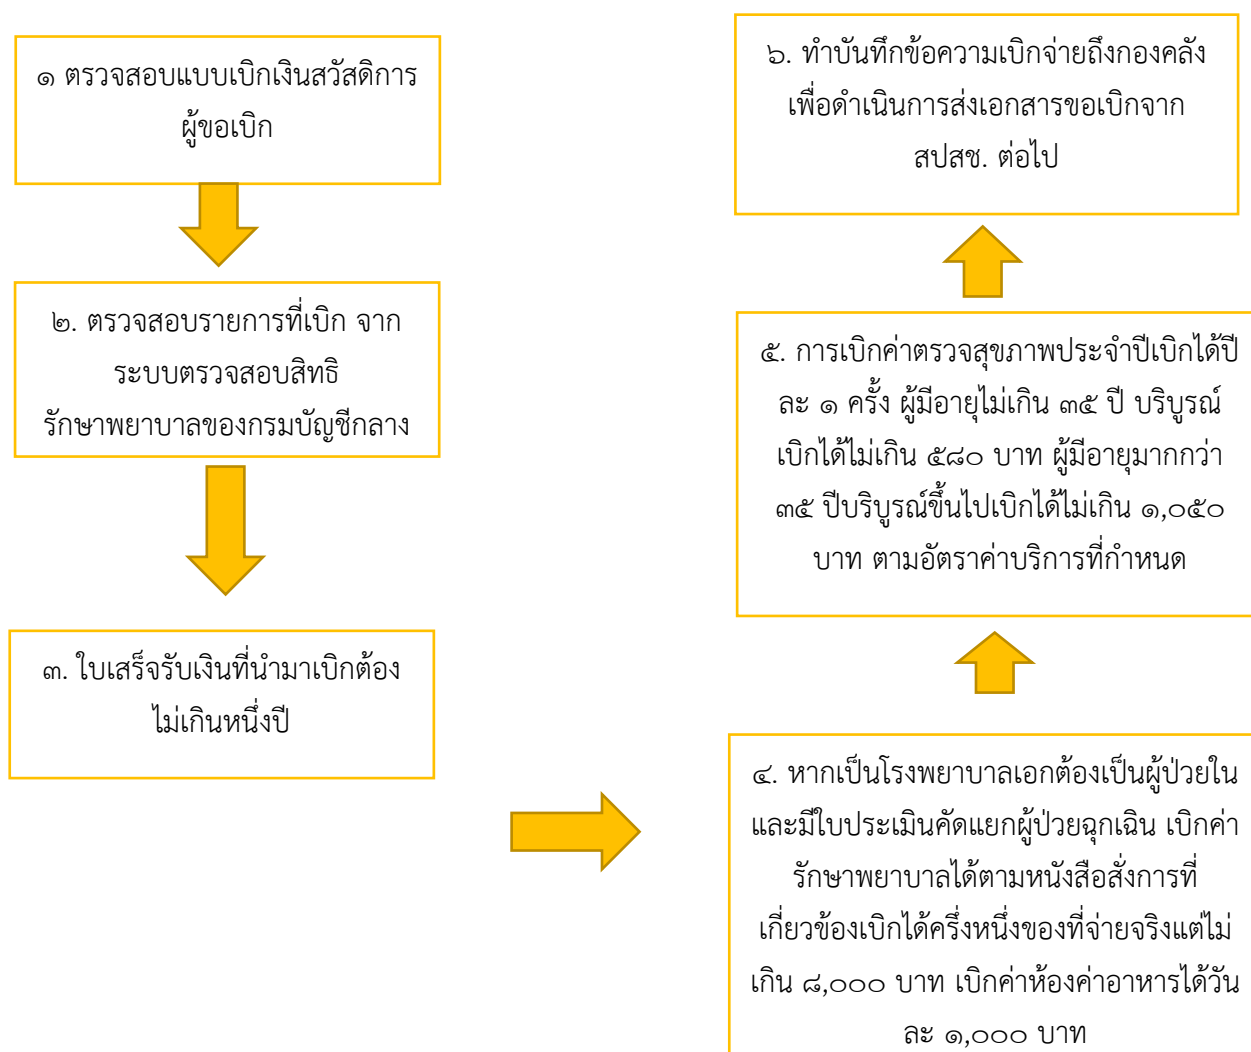 ๑ ตรวจสอบแบบเบิกเงินสวัสดิการ
ผู้ขอเบิก
๒. ตรวจสอบรายการที่เบิก จาก
ระบบตรวจสอบสิทธิ
รักษาพยาบาลของกรมบัญชีกลาง
๓. ใบเสร็จรับเงินที่นำมาเบิกต้อง
ไม่เกินหนึ่งปี
๔. หากเป็นโรงพยาบาลเอกต้องเป็นผู้ป่วยใน
และมีใบประเมินคัดแยกผู้ป่วยฉุกเฉิน เบิกค่า
รักษาพยาบาลได้ตามหนังสือสั่งการที่
เกี่ยวข้องเบิกได้ครึ่งหนึ่งของที่จ่ายจริงแต่ไม่
เกิน ๘,๐๐๐ บาท เบิกค่าห้องค่าอาหารได้วัน
ละ ๑,๐๐๐ บาท
๕. การเบิกค่าตรวจสุขภาพประจำปีเบิกได้ปี
ละ ๑ ครั้ง ผู้มีอายุไม่เกิน ๓๕ ปี บริบูรณ์
เบิกได้ไม่เกิน ๕๘๐ บาท ผู้มีอายุมากกว่า
๓๕ ปีบริบูรณ์ขึ้นไปเบิกได้ไม่เกิน ๑,๐๕๐
บาท ตามอัตราค่าบริการที่กำหนด
๖. ทำบันทึกข้อความเบิกจ่ายถึงกองคลัง
เพื่อดำเนินการส่งเอกสารขอเบิกจาก
สปสช. ต่อไป